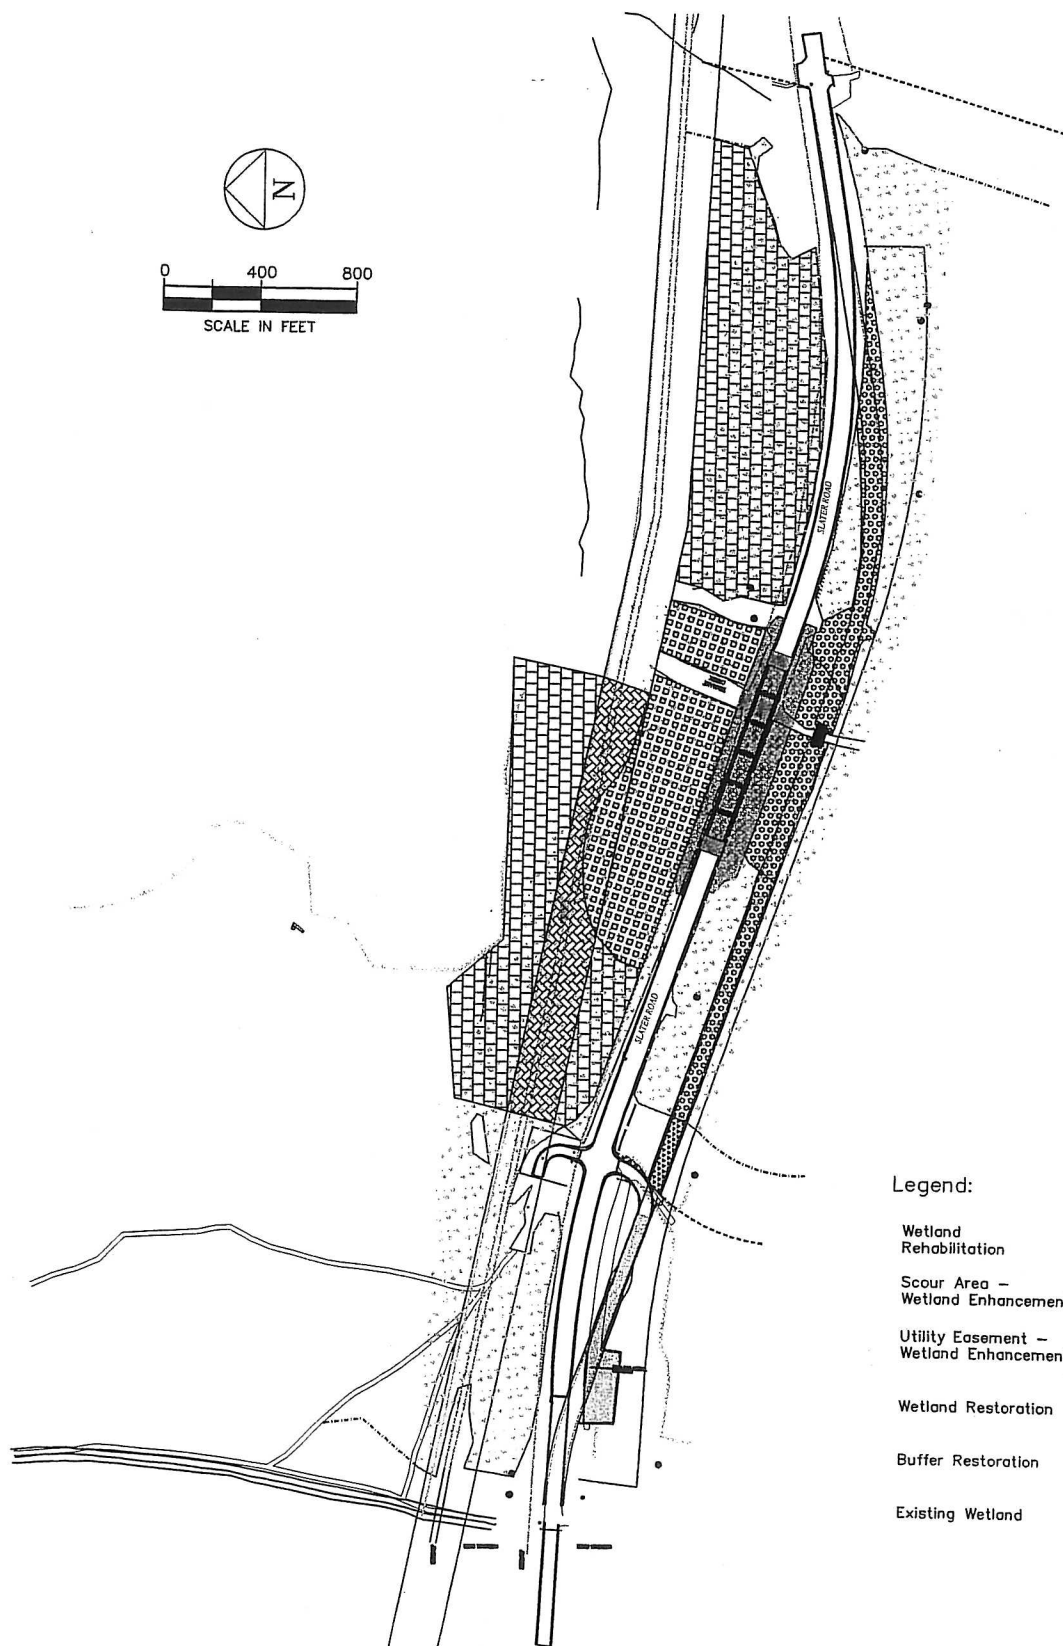 N
0 400 800
SCALE IN FEET
SLATER ROAD
SLATER ROAD
Legend:
Wetland
Rehabilitation
Scour Area –
Wetland Enhancemen
Utility Easement –
Wetland Enhancemen
Wetland Restoration
Buffer Restoration
Existing Wetland